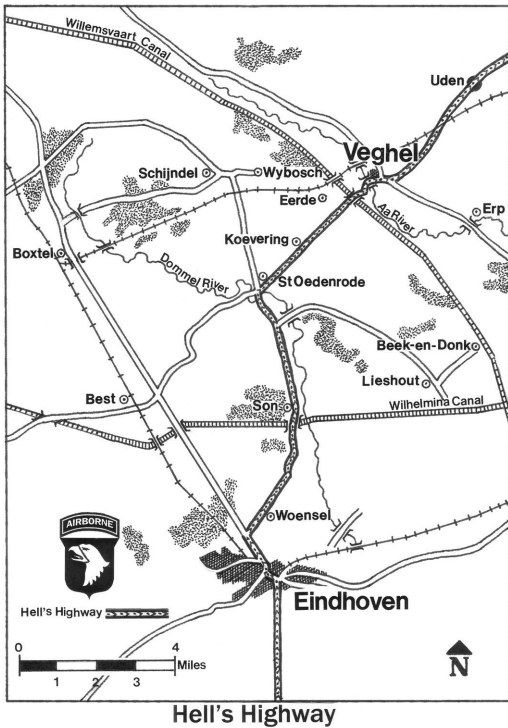 Willemsvaart Canal
Uden
Veghel
Schijndel
Wybosch
Eerde
Aa River
Erp
Koevering
Boxtel
Dommel River
St Oedenrode
Beek-en-Donk
Lieshout
Best
Son
Wilhelmina Canal
Woensel
AIRBORNE
Eindhoven
Hell's Highway
0 4
Miles
1 2 3
N
Hell's Highway